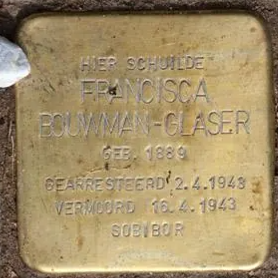 HIER SCHUILDE
FRANCISCA
BOUWMAN-GLASER
GEB. 1889
GEARRESTEERD 2.4.1943
VERMOORD 16.4.1943
SOBIBOR